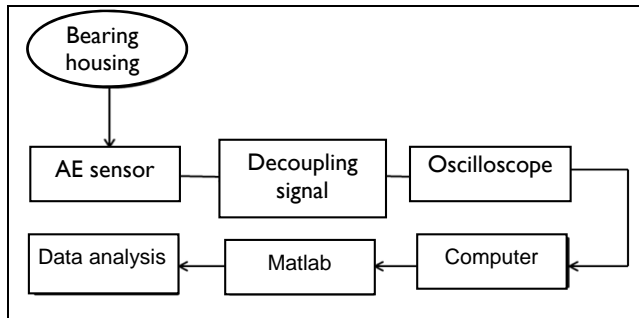 Bearing
housing
AE sensor
Decoupling
signal
Oscilloscope
Data analysis
Matlab
Computer